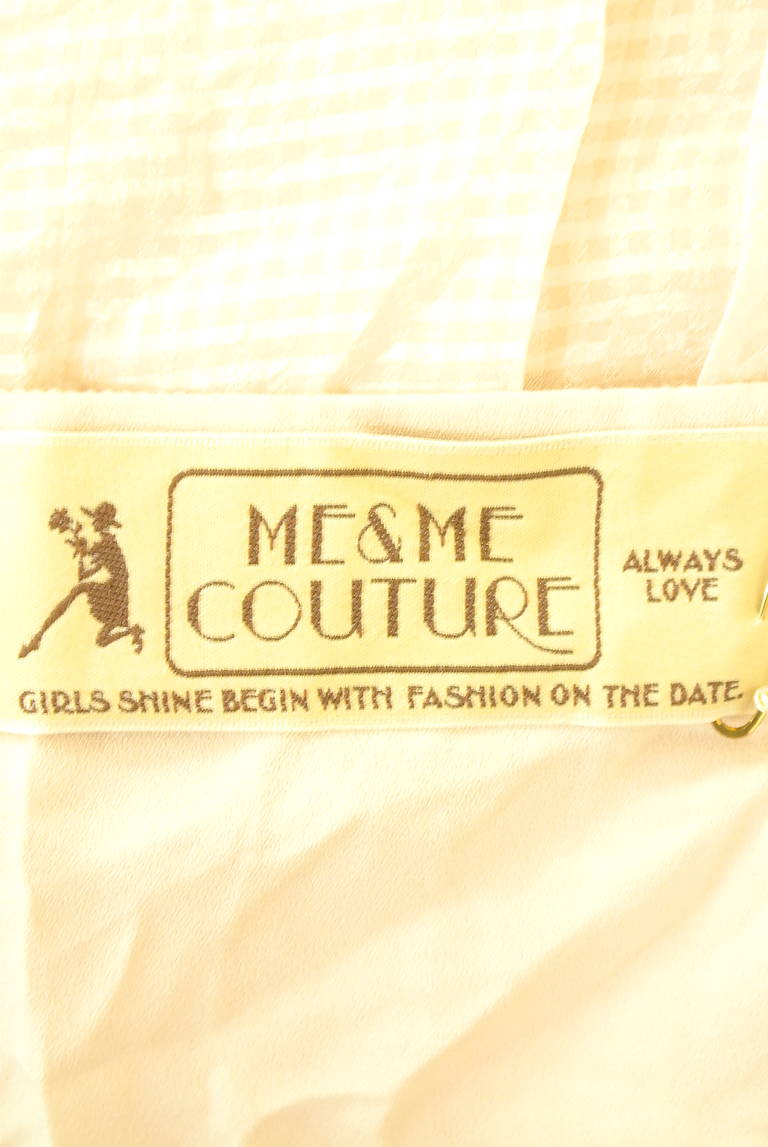 ME&ME
COUTURE
ALWAYS
LOVE
GIRLS SHINE BEGIN WITH FASHION ON THE DATE.